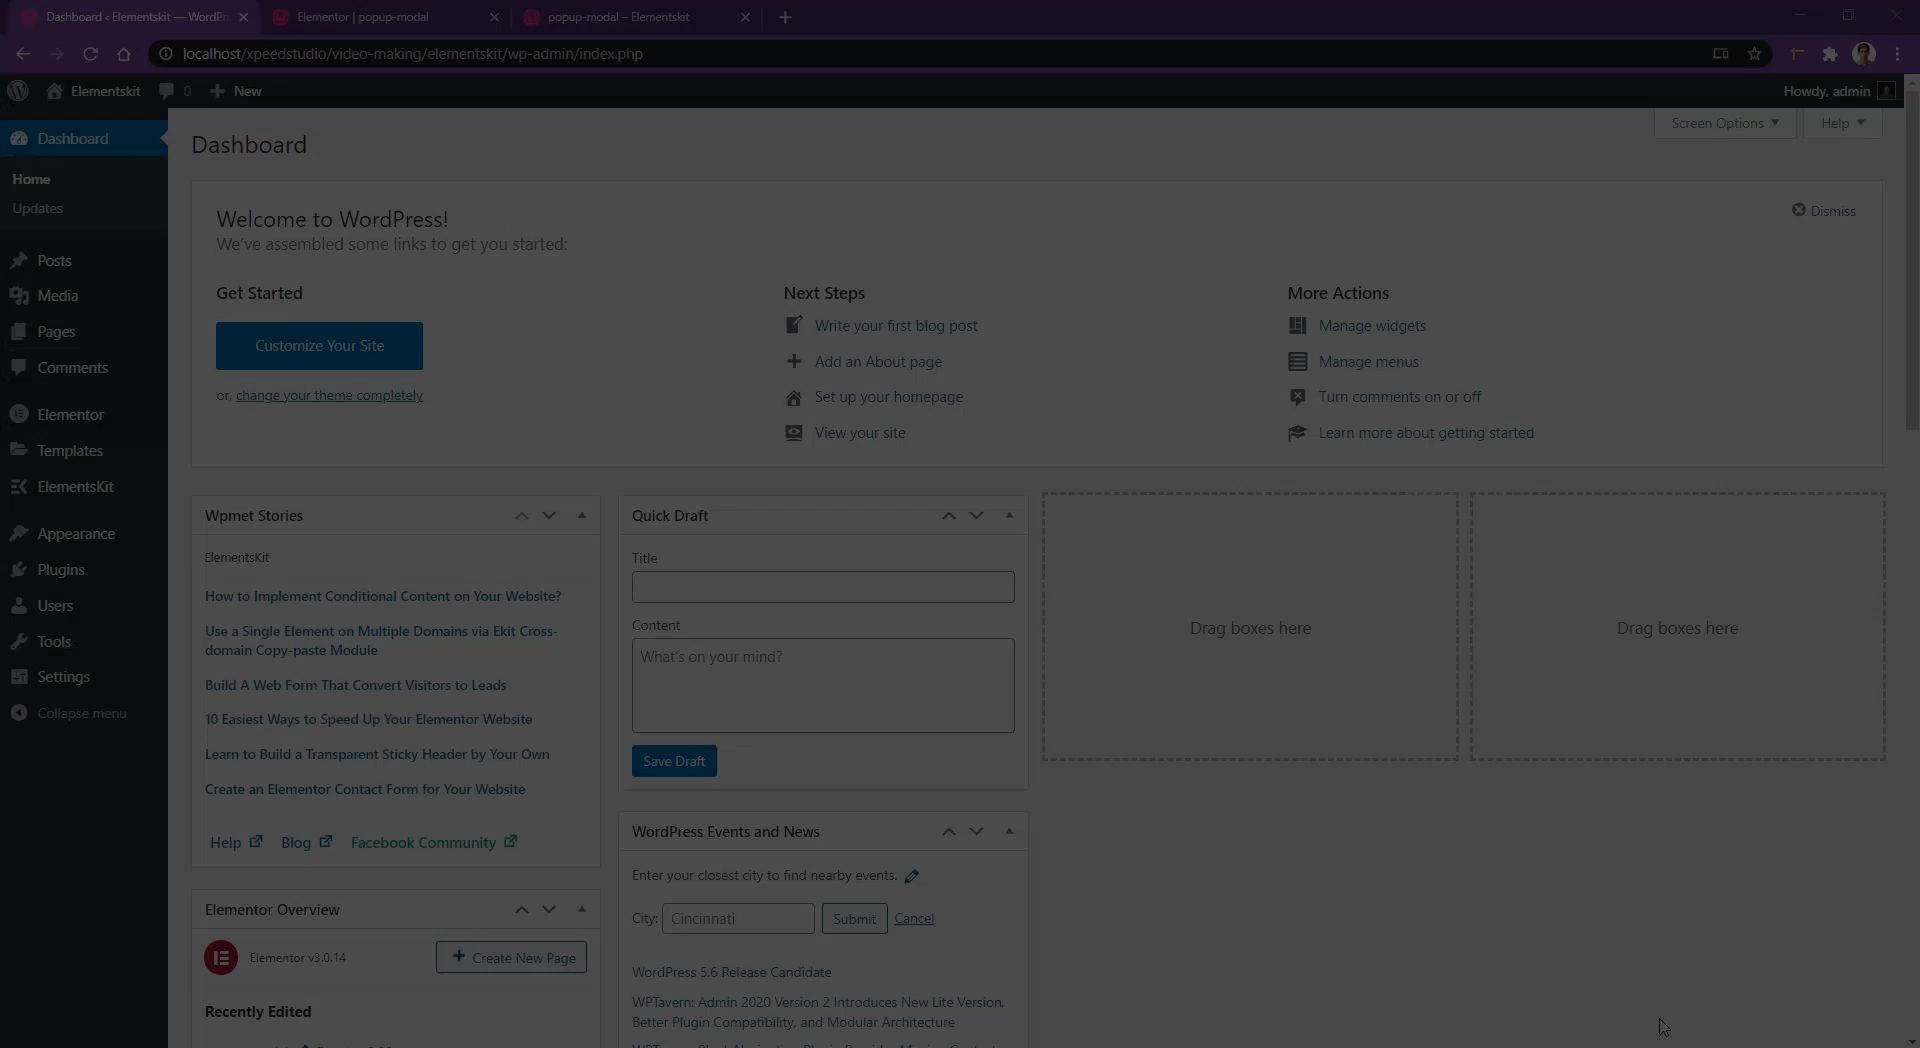 Dashboard ‹ Elementskit — WordPr
Elementor | popup-modal
popup-modal – Elementskit
localhost/xpeedstudio/video-making/elementskit/wp-admin/index.php
Elementskit
0
New
Howdy, admin
Dashboard
Home
Updates
Posts
Media
Pages
Comments
Elementor
Templates
ElementsKit
Appearance
Plugins
Users
Tools
Settings
Collapse menu
Screen Options
Help
Dashboard
Welcome to WordPress!
We've assembled some links to get you started:
Dismiss
Get Started
Customize Your Site
or, change your theme completely
Next Steps
Write your first blog post
Add an About page
Set up your homepage
View your site
More Actions
Manage widgets
Manage menus
Turn comments on or off
Learn more about getting started
Wpmet Stories
ElementsKit
How to Implement Conditional Content on Your Website?
Use a Single Element on Multiple Domains via Ekit Cross-
domain Copy-paste Module
Build A Web Form That Convert Visitors to Leads
10 Easiest Ways to Speed Up Your Elementor Website
Learn to Build a Transparent Sticky Header by Your Own
Create an Elementor Contact Form for Your Website
Help
Blog
Facebook Community
Elementor Overview
Elementor v3.0.14
Create New Page
Recently Edited
Quick Draft
Title
Content
What's on your mind?
Save Draft
WordPress Events and News
Enter your closest city to find nearby events.
City:
Cincinnati
Submit
Cancel
WordPress 5.6 Release Candidate
WPTavern: Admin 2020 Version 2 Introduces New Lite Version,
Better Plugin Compatibility, and Modular Architecture
Drag boxes here
Drag boxes here